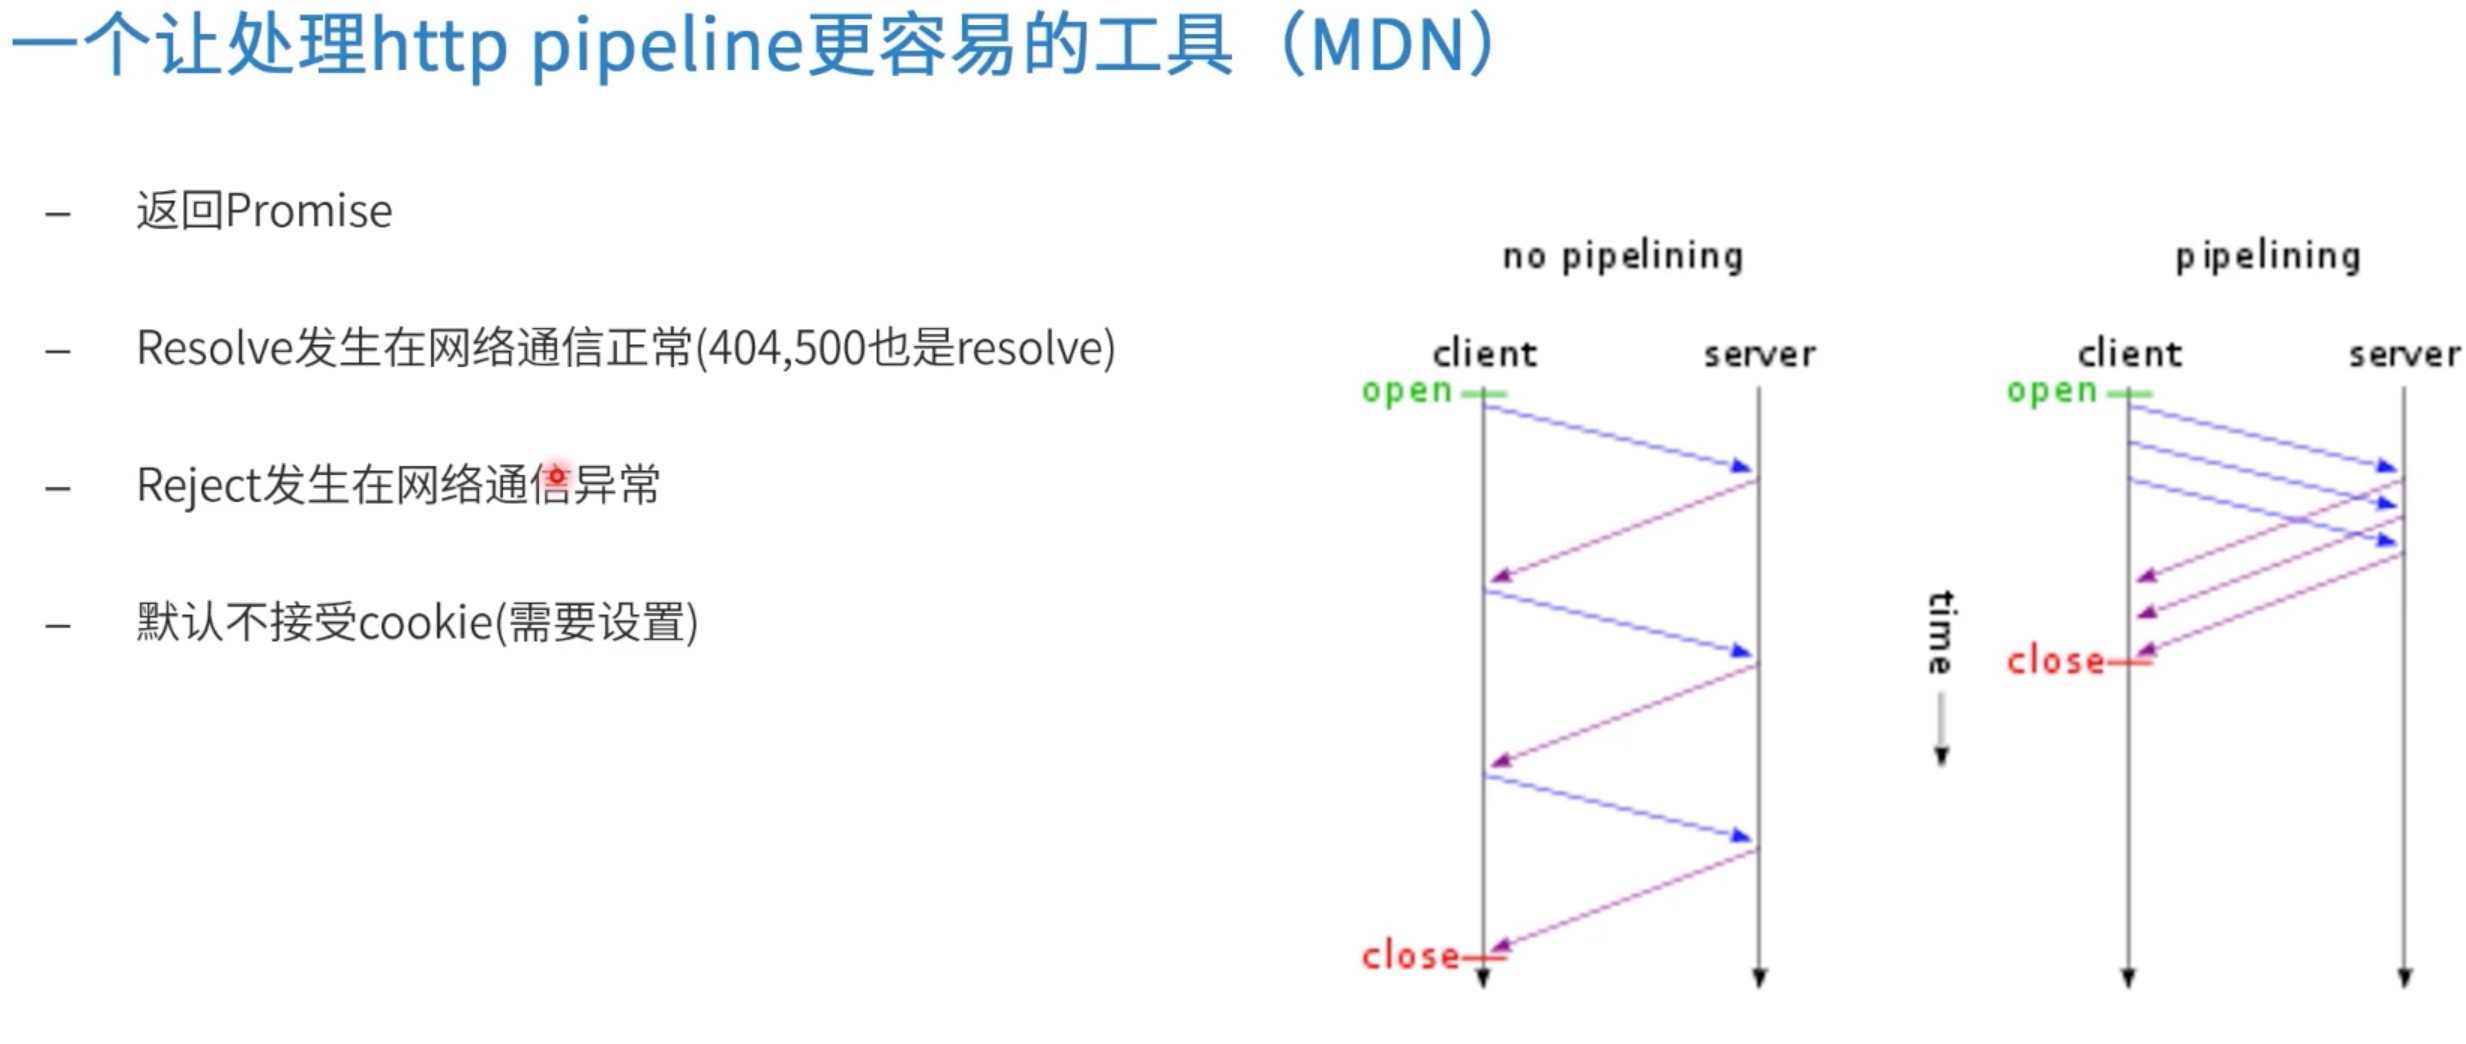 一个让处理http pipeline更容易的工具（MDN）
– 返回Promise
– Resolve发生在网络通信正常(404,500也是resolve)
– Reject发生在网络通信异常
– 默认不接受cookie(需要设置)
no pipelining
client server
open
close
time
pipelining
client server
open
close